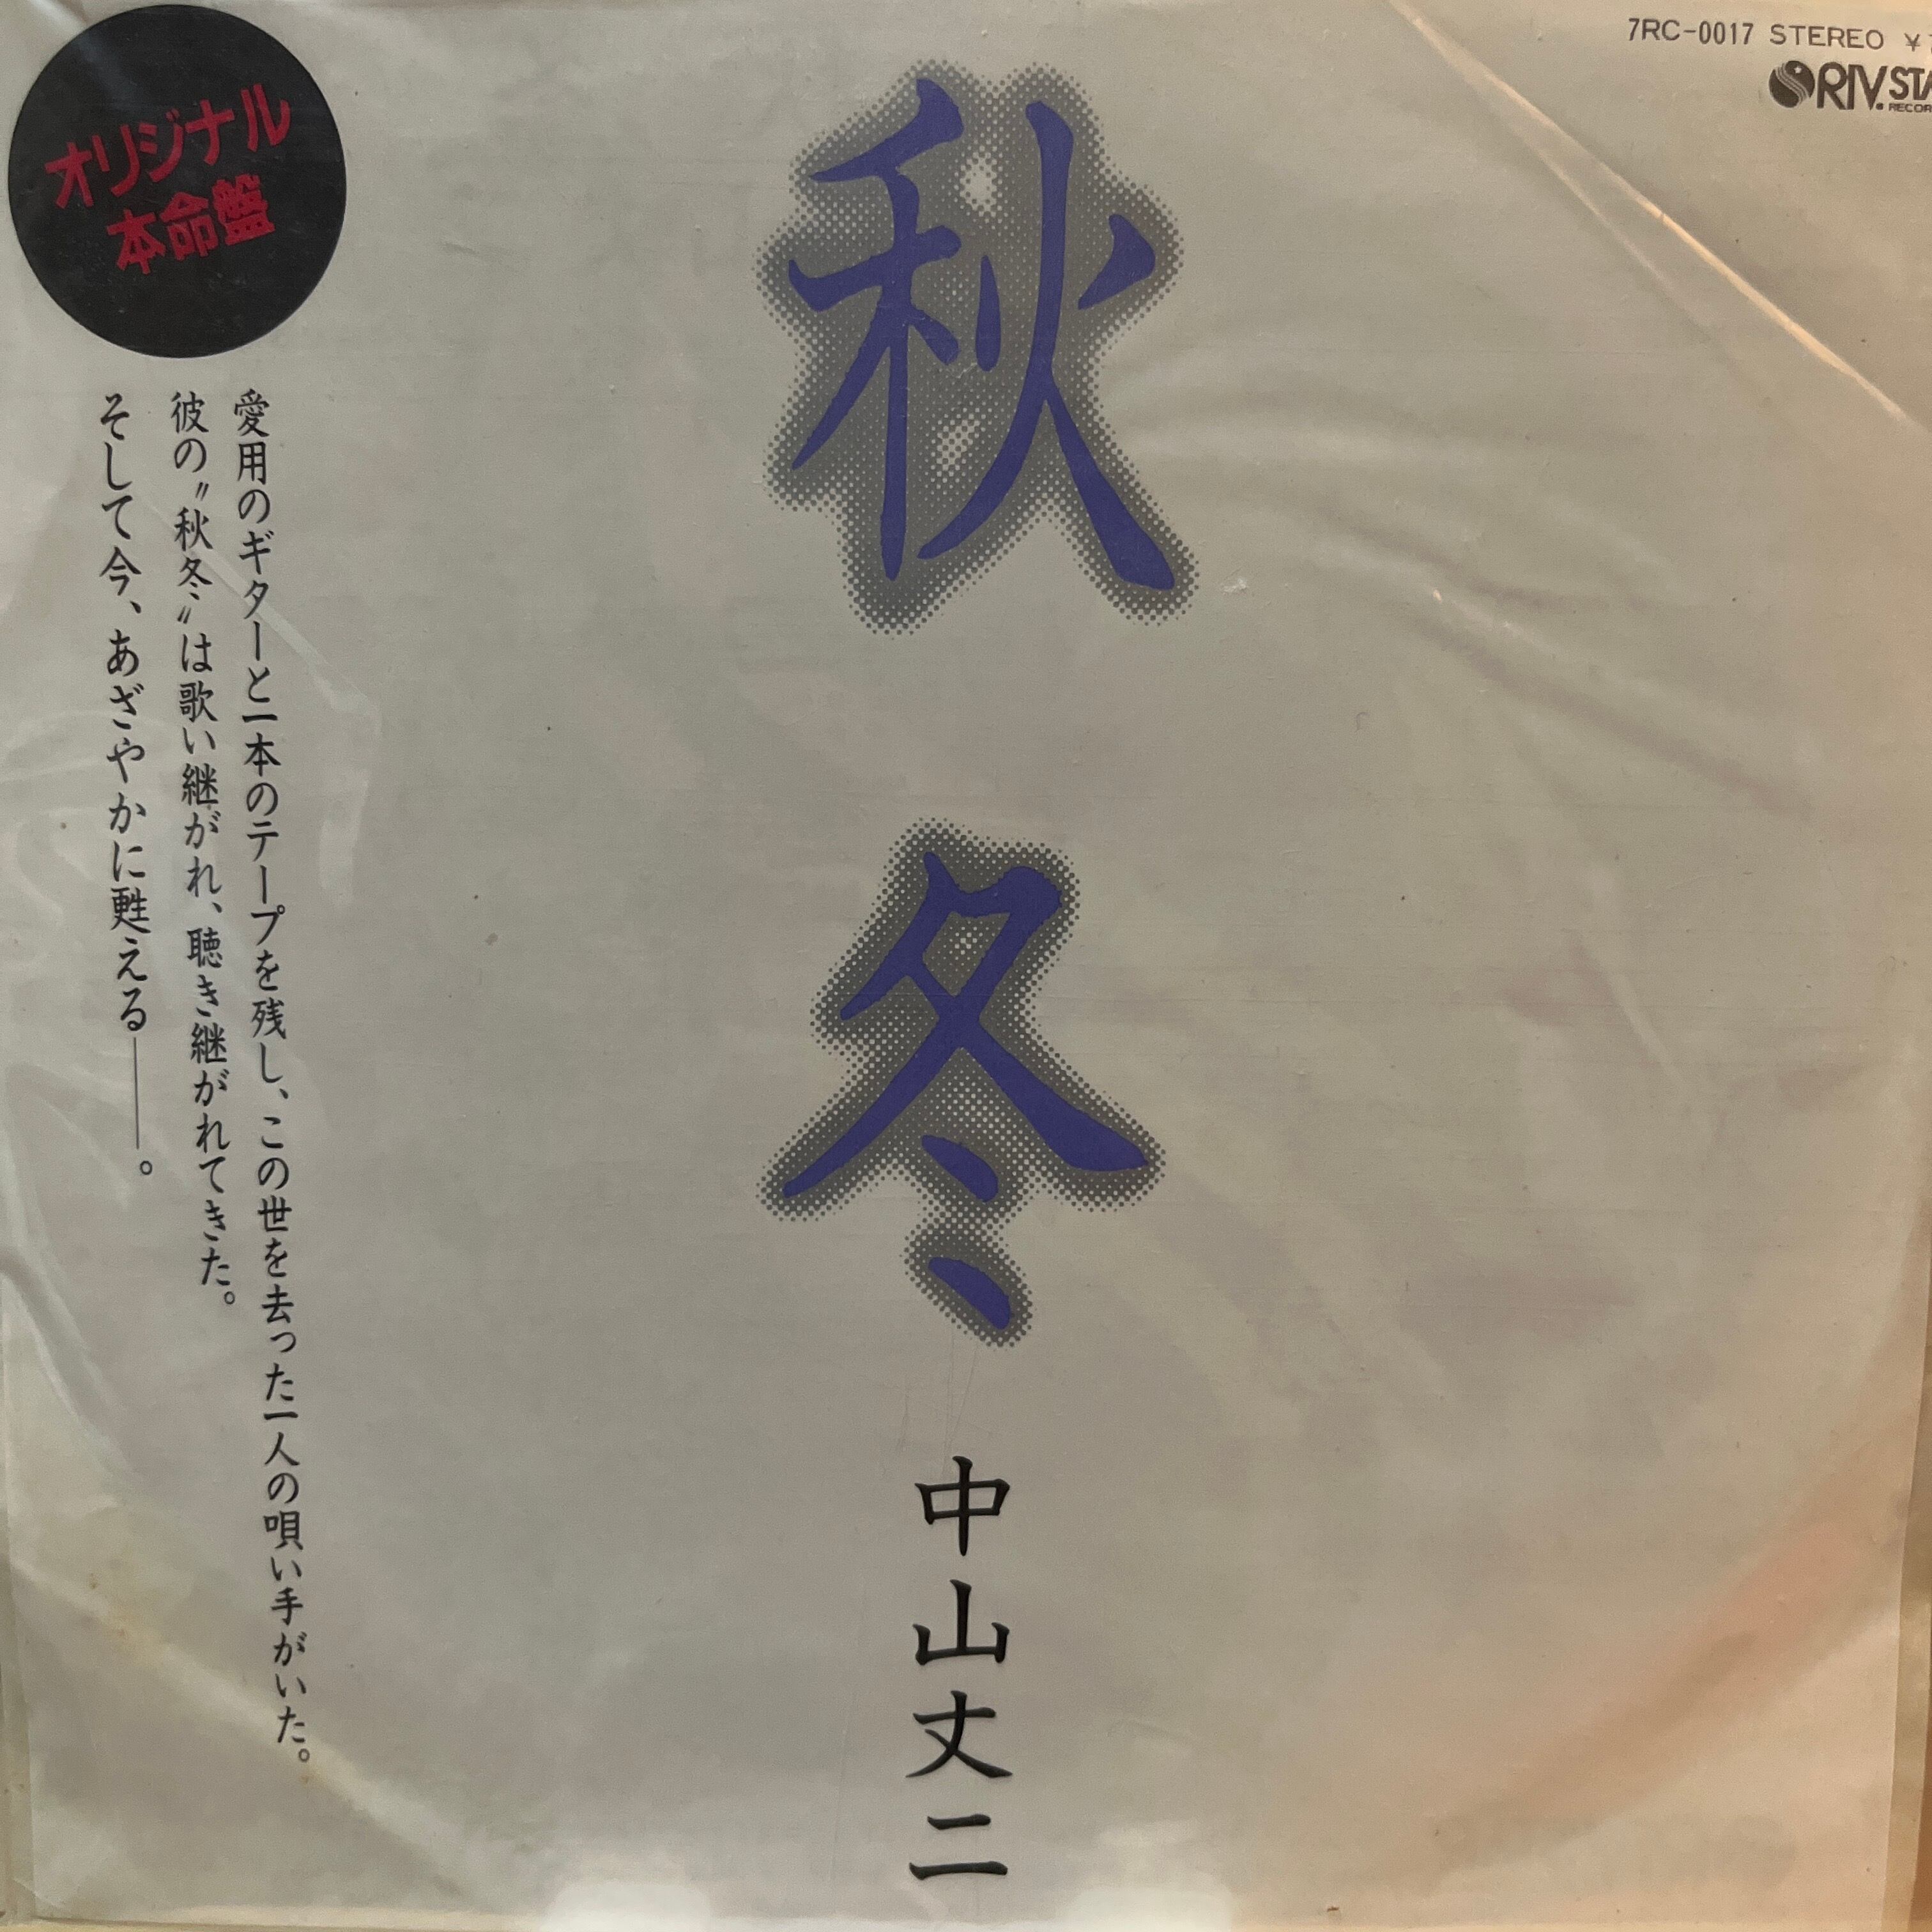 7RC-0017 STEREO ¥
RIV.STA
RECOR
オリジナル
本命盤
秋冬
中山丈二
愛用のギターと一本のテープを残し、この世を去った一人の唄い手がいた。
彼の〝秋冬〟は歌い継がれ、聴き継がれてきた。
そして今、あざやかに甦える――。